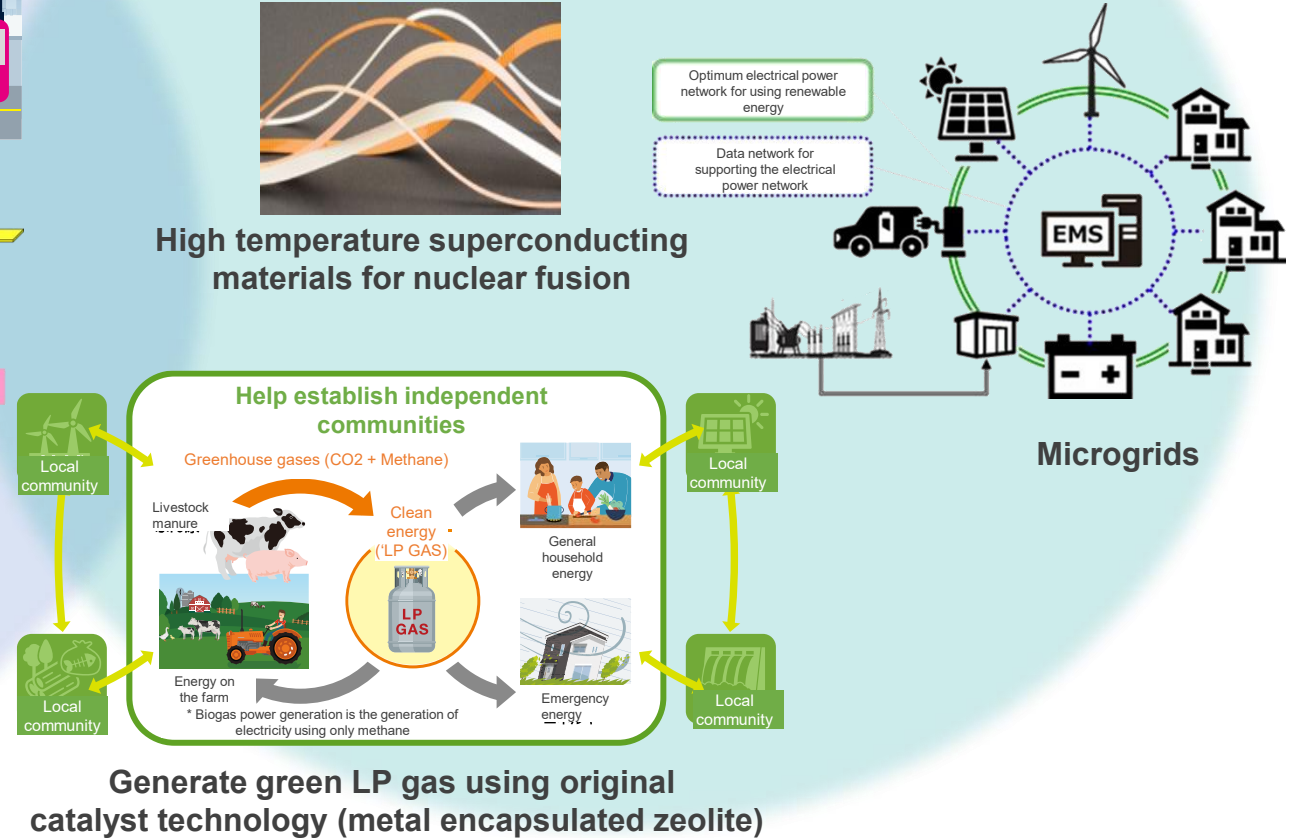 Optimum electrical power
network for using renewable
energy
Data network for
supporting the electrical
power network
EMS
High temperature superconducting
materials for nuclear fusion
Microgrids
Help establish independent
communities
Greenhouse gases (CO2 + Methane)
Livestock
manure
Clean
energy
('LP GAS)
LP
GAS
General
household
energy
Energy on
the farm
Emergency
energy
* Biogas power generation is the generation of
electricity using only methane
Local
community
Local
community
Local
community
Local
community
Generate green LP gas using original
catalyst technology (metal encapsulated zeolite)